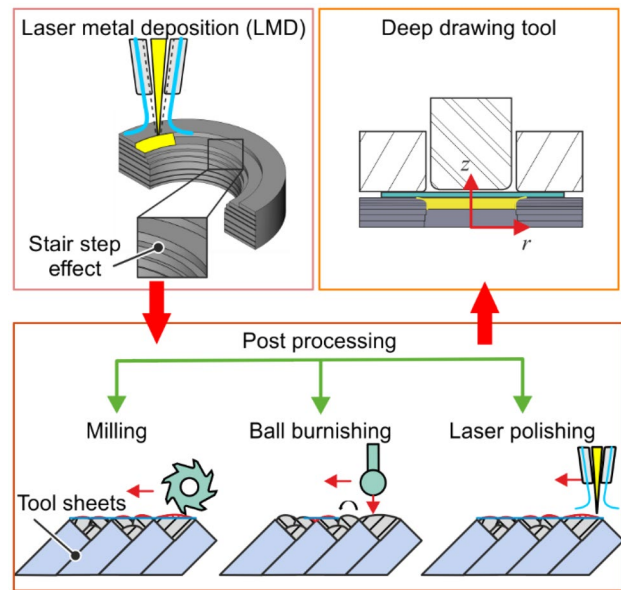 Laser metal deposition (LMD)
Stair step
effect
Deep drawing tool
z
r
Post processing
Milling
Ball burnishing
Laser polishing
Tool sheets